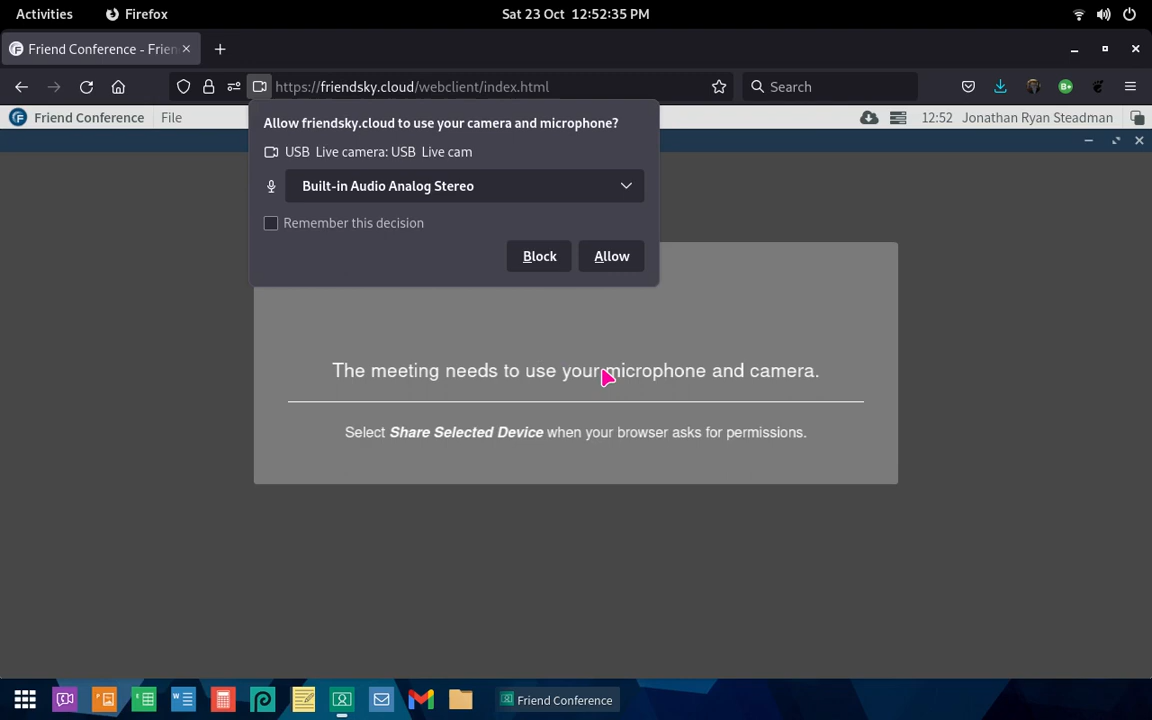 Activities Firefox Sat 23 Oct 12:52:35 PM
Friend Conference - Frien
https://friendsky.cloud/webclient/index.html Search
Friend Conference File 12:52 Jonathan Ryan Steadman
Allow friendsky.cloud to use your camera and microphone?
USB Live camera: USB Live cam
Built-in Audio Analog Stereo
Remember this decision
Block Allow
The meeting needs to use your microphone and camera.
Select Share Selected Device when your browser asks for permissions.
Friend Conference